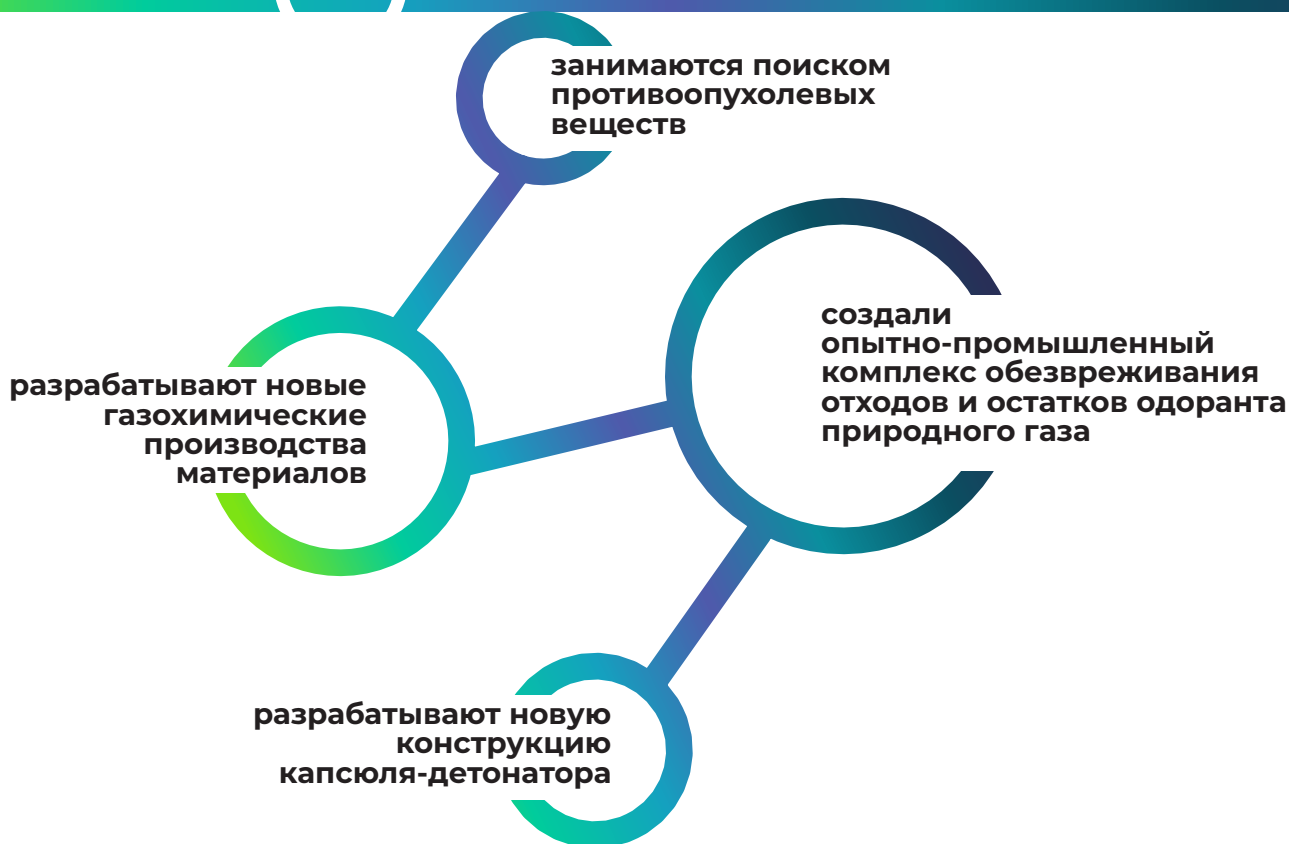 занимаются поиском
противоопухолевых
веществ
создали
опытно-промышленный
комплекс обезвреживания
отходов и остатков одоранта
природного газа
разрабатывают новые
газохимические
производства
материалов
разрабатывают новую
конструкцию
капсюля-детонатора